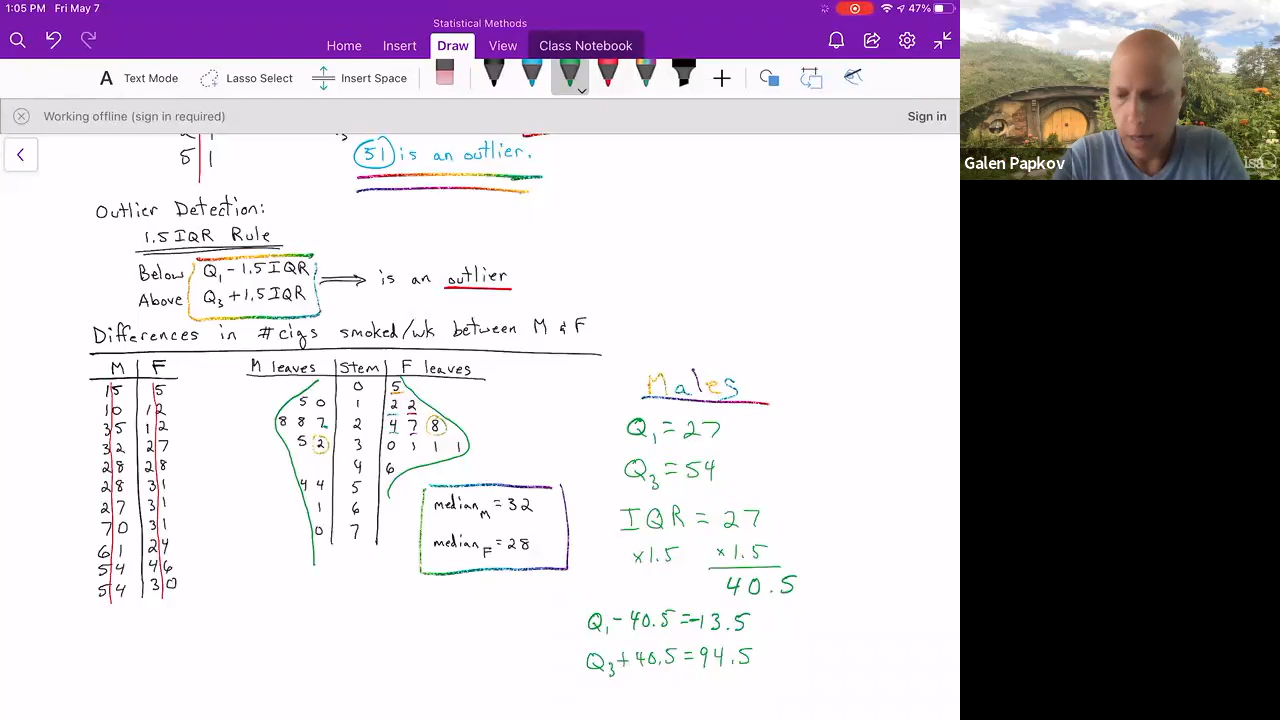 1:05 PM Fri May 7
47%
Statistical Methods
Home Insert Draw View Class Notebook
A Text Mode Lasso Select Insert Space
Working offline (sign in required) Sign in
Galen Papkov
5 | 1
51 is an outlier.
Outlier Detection:
1.5 IQR Rule
Below Q1 - 1.5 IQR
Above Q3 + 1.5 IQR
⟹ is an outlier
Differences in #cigs smoked/wk between M & F
M | F
15 | 5
10 | 12
35 | 12
32 | 27
28 | 28
28 | 31
27 | 31
70 | 31
61 | 24
54 | 46
54 | 30
M leaves | Stem | F leaves
| 0 | 5
5 0 | 1 | 2 2
8 8 7 | 2 | 4 7 8
5 2 | 3 | 0 1 1 1
| 4 | 6
4 4 | 5 |
1 | 6 |
0 | 7 |
medianM = 32
medianF = 28
Males
Q1 = 27
Q3 = 54
IQR = 27
×1.5 ×1.5
40.5
Q1 - 40.5 = -13.5
Q3 + 40.5 = 94.5